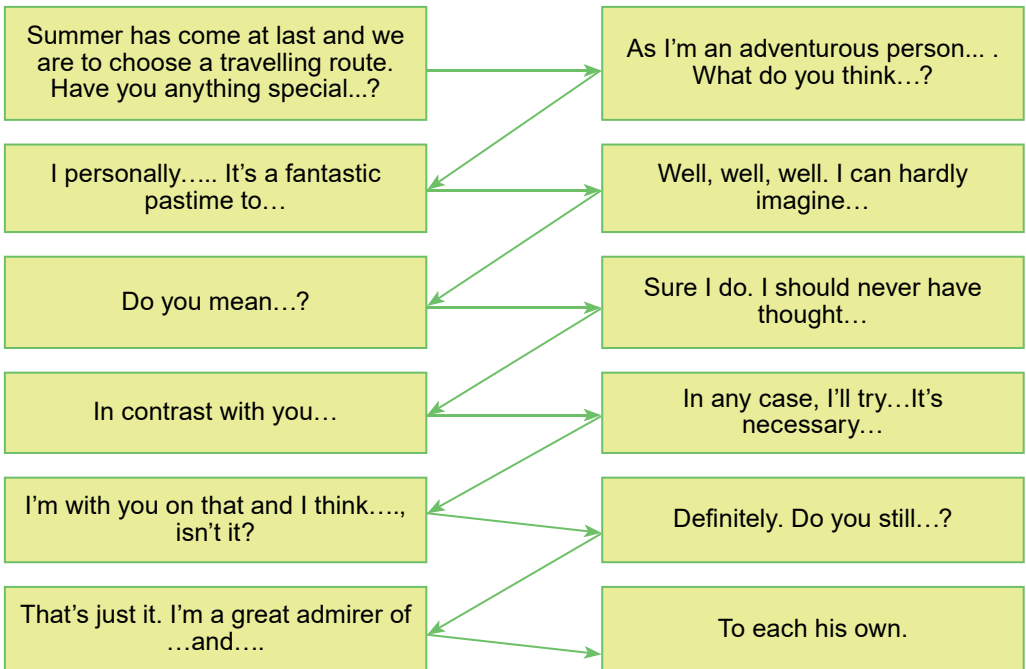 Summer has come at last and we
are to choose a travelling route.
Have you anything special...?
As I’m an adventurous person... .
What do you think…?
I personally….. It’s a fantastic
pastime to…
Well, well, well. I can hardly
imagine…
Do you mean…?
Sure I do. I should never have
thought…
In contrast with you…
In any case, I’ll try…It’s
necessary…
I’m with you on that and I think….,
isn’t it?
Definitely. Do you still…?
That’s just it. I’m a great admirer of
…and….
To each his own.